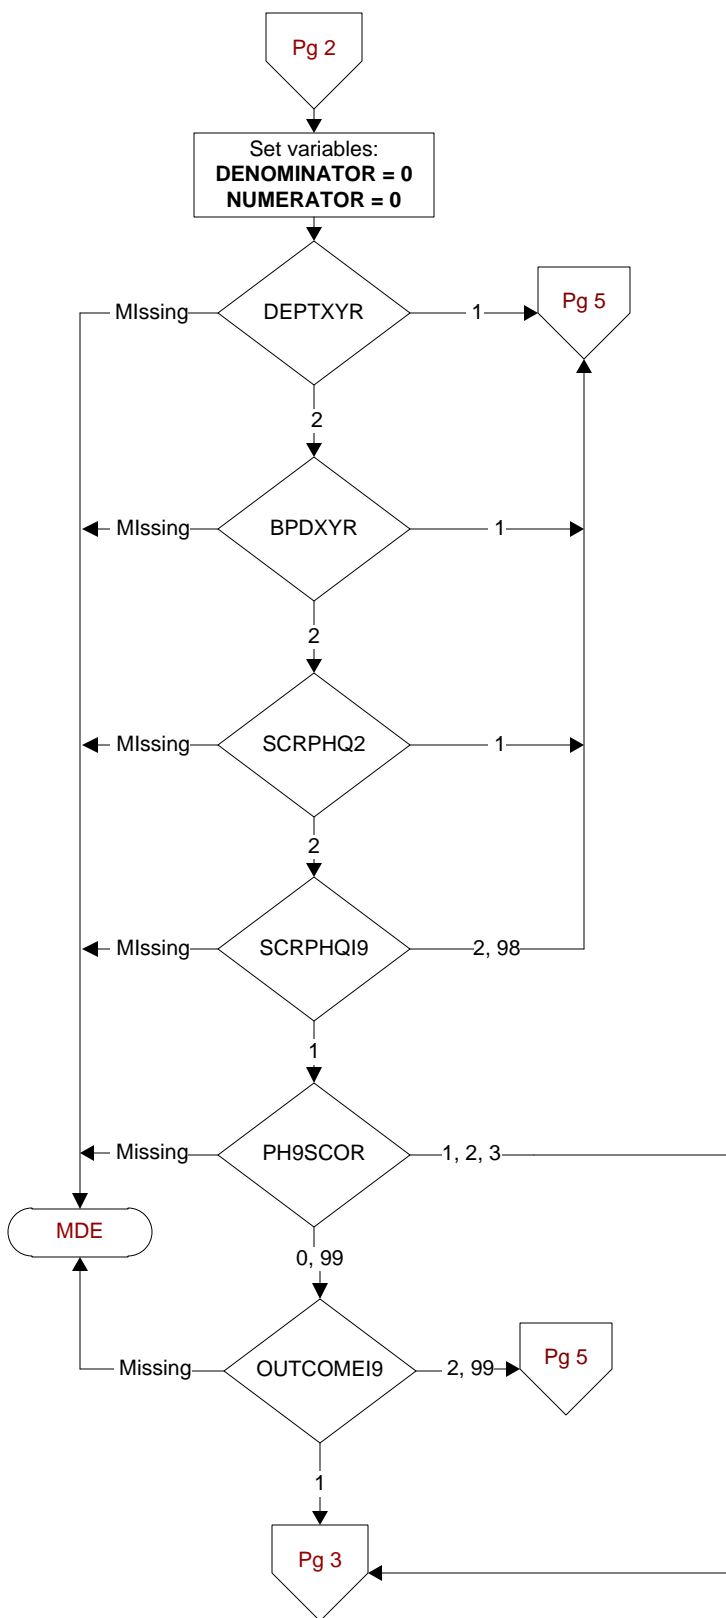 Pg 2
Set variables:
DENOMINATOR = 0
NUMERATOR = 0
MIssing
DEPTXYR
1
Pg 5
2
MIssing
BPDXYR
1
2
MIssing
SCRPHQ2
1
2
MIssing
SCRPHQI9
2, 98
1
Missing
PH9SCOR
1, 2, 3
MDE
0, 99
Missing
OUTCOMEI9
2, 99
Pg 5
1
Pg 3